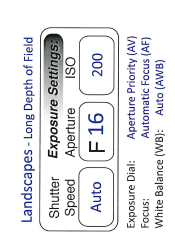 Landscapes - Long Depth of Field
Exposure Settings:
Shutter Speed
Aperture
ISO
Auto
F 16
200
Exposure Dial: Aperture Priority (AV)
Focus: Automatic Focus (AF)
White Balance (WB): Auto (AWB)